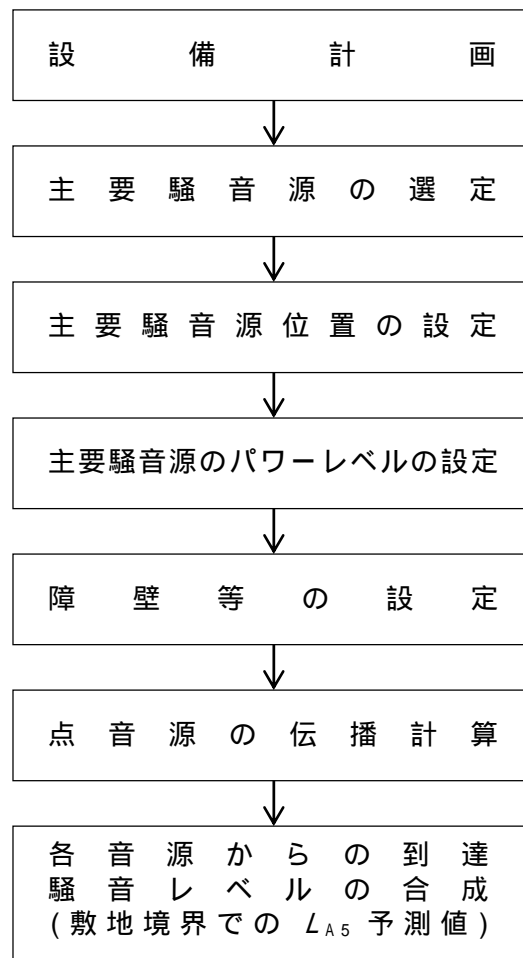 設備計画
主要騒音源の選定
主要騒音源位置の設定
主要騒音源のパワーレベルの設定
障壁等の設定
点音源の伝播計算
各音源からの到達
騒音レベルの合成
(敷地境界での LA5 予測値)